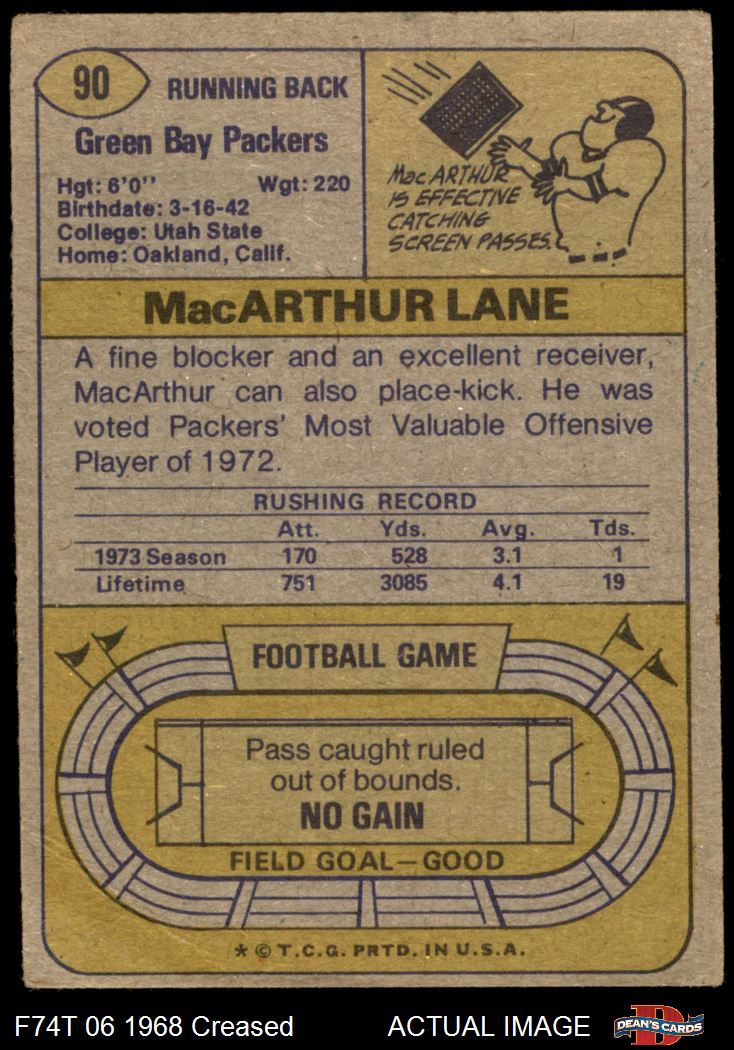 90
RUNNING BACK
Green Bay Packers
Hgt: 6'0" Wgt: 220
Birthdate: 3-16-42
College: Utah State
Home: Oakland, Calif.
MacARTHUR
IS EFFECTIVE
CATCHING
SCREEN PASSES.
MacARTHUR LANE
A fine blocker and an excellent receiver,
MacArthur can also place-kick. He was
voted Packers' Most Valuable Offensive
Player of 1972.
RUSHING RECORD
Att. Yds. Avg. Tds.
1973 Season 170 528 3.1 1
Lifetime 751 3085 4.1 19
FOOTBALL GAME
Pass caught ruled
out of bounds.
NO GAIN
FIELD GOAL—GOOD
* © T.C.G. PRTD. IN U.S.A.
F74T 06 1968 Creased ACTUAL IMAGE
D
DEAN'S CARDS